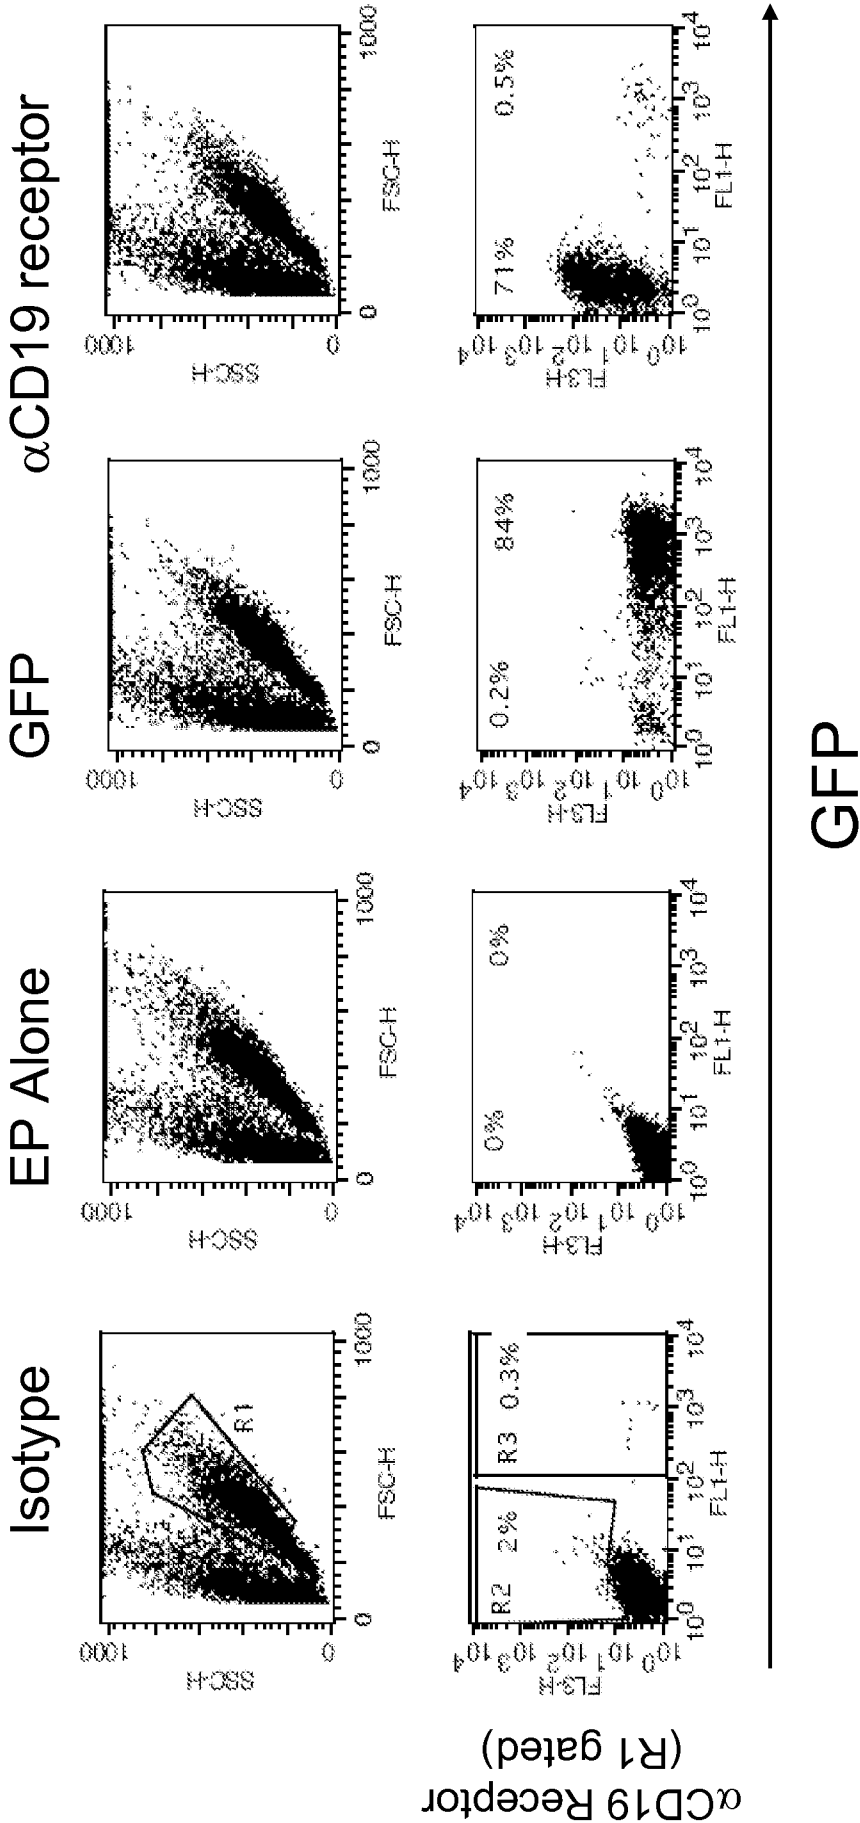 Isotype
EP Alone
GFP
αCD19 receptor
1000
SSC-H
0
R1
0
1000
FSC-H
1000
SSC-H
0
0
1000
FSC-H
1000
SSC-H
0
0
1000
FSC-H
1000
SSC-H
0
0
1000
FSC-H
αCD19 Receptor
(R1 gated)
10⁴
10³
10²
10¹
10⁰
FL3-H
R2 2%
R3 0.3%
10⁰ 10¹ 10² 10³ 10⁴
FL1-H
10⁴
10³
10²
10¹
10⁰
FL3-H
0% 0%
10⁰ 10¹ 10² 10³ 10⁴
FL1-H
10⁴
10³
10²
10¹
10⁰
FL3-H
0.2% 84%
10⁰ 10¹ 10² 10³ 10⁴
FL1-H
10⁴
10³
10²
10¹
10⁰
FL3-H
71% 0.5%
10⁰ 10¹ 10² 10³ 10⁴
FL1-H
GFP